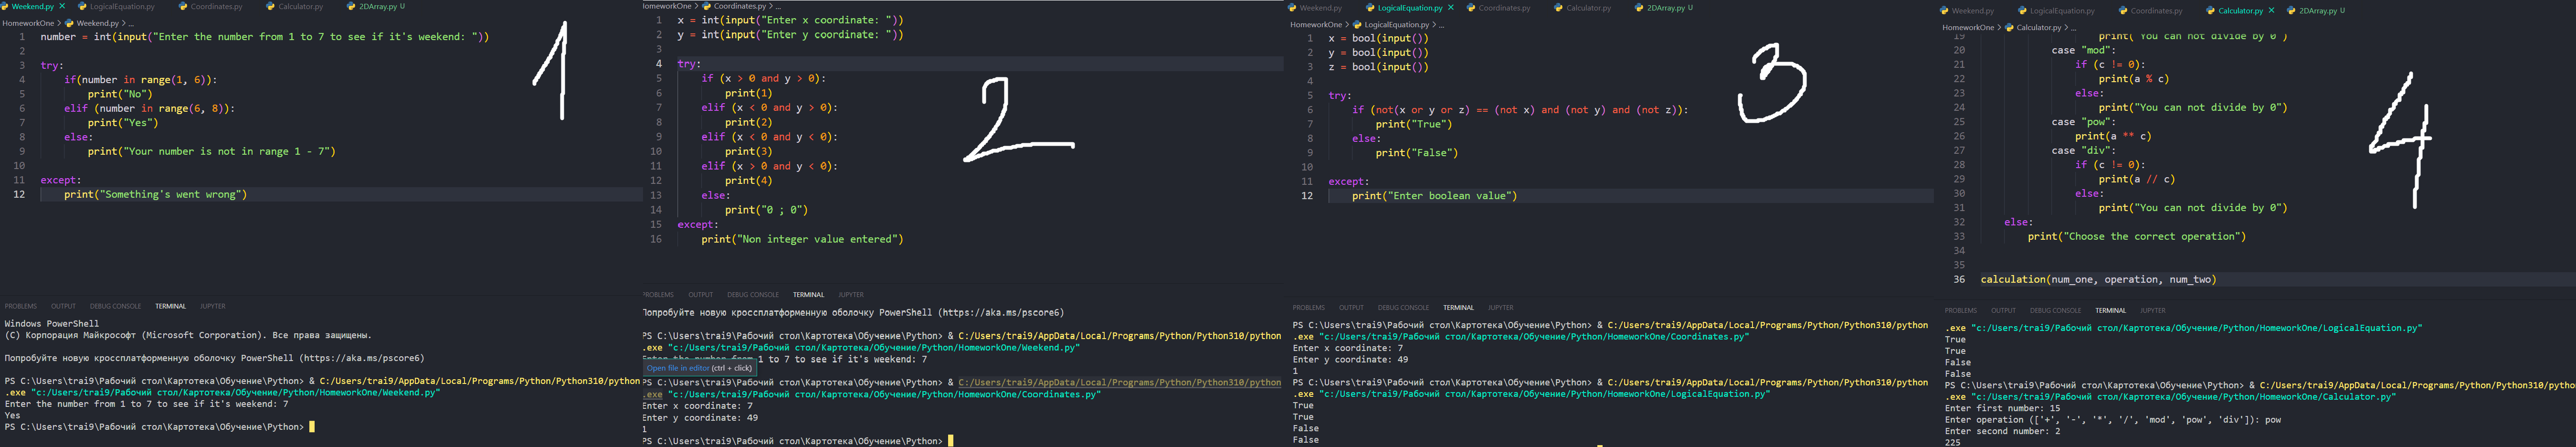 Weekend.py × LogicalEquation.py Coordinates.py Calculator.py 2DArray.py U
HomeworkOne > Weekend.py > ...
1 number = int(input("Enter the number from 1 to 7 to see if it's weekend: "))
2
3 try:
4 if(number in range(1, 6)):
5 print("No")
6 elif (number in range(6, 8)):
7 print("Yes")
8 else:
9 print("Your number is not in range 1 - 7")
10
11 except:
12 print("Something's went wrong")
1
PROBLEMS OUTPUT DEBUG CONSOLE TERMINAL JUPYTER
Windows PowerShell
(C) Корпорация Майкрософт (Microsoft Corporation). Все права защищены.
Попробуйте новую кроссплатформенную оболочку PowerShell (https://aka.ms/pscore6)
PS C:\Users\trai9\Рабочий стол\Картотека\Обучение\Python> & C:/Users/trai9/AppData/Local/Programs/Python/Python310/python
.exe "c:/Users/trai9/Рабочий стол/Картотека/Обучение/Python/HomeworkOne/Weekend.py"
Enter the number from 1 to 7 to see if it's weekend: 7
Yes
PS C:\Users\trai9\Рабочий стол\Картотека\Обучение\Python>
HomeworkOne > Coordinates.py > ...
1 x = int(input("Enter x coordinate: "))
2 y = int(input("Enter y coordinate: "))
3
4 try:
5 if (x > 0 and y > 0):
6 print(1)
7 elif (x < 0 and y > 0):
8 print(2)
9 elif (x < 0 and y < 0):
10 print(3)
11 elif (x > 0 and y < 0):
12 print(4)
13 else:
14 print("0 ; 0")
15 except:
16 print("Non integer value entered")
2
PROBLEMS OUTPUT DEBUG CONSOLE TERMINAL JUPYTER
Попробуйте новую кроссплатформенную оболочку PowerShell (https://aka.ms/pscore6)
PS C:\Users\trai9\Рабочий стол\Картотека\Обучение\Python> & C:/Users/trai9/AppData/Local/Programs/Python/Python310/python
.exe "c:/Users/trai9/Рабочий стол/Картотека/Обучение/Python/HomeworkOne/Weekend.py"
Enter the number from 1 to 7 to see if it's weekend: 7
Open file in editor (ctrl + click)
PS C:\Users\trai9\Рабочий стол\Картотека\Обучение\Python> & C:/Users/trai9/AppData/Local/Programs/Python/Python310/python
.exe "c:/Users/trai9/Рабочий стол/Картотека/Обучение/Python/HomeworkOne/Coordinates.py"
Enter x coordinate: 7
Enter y coordinate: 49
1
PS C:\Users\trai9\Рабочий стол\Картотека\Обучение\Python>
Weekend.py LogicalEquation.py × Coordinates.py Calculator.py 2DArray.py U
HomeworkOne > LogicalEquation.py > ...
1 x = bool(input())
2 y = bool(input())
3 z = bool(input())
4
5 try:
6 if (not(x or y or z) == (not x) and (not y) and (not z)):
7 print("True")
8 else:
9 print("False")
10
11 except:
12 print("Enter boolean value")
3
PROBLEMS OUTPUT DEBUG CONSOLE TERMINAL JUPYTER
PS C:\Users\trai9\Рабочий стол\Картотека\Обучение\Python> & C:/Users/trai9/AppData/Local/Programs/Python/Python310/python
.exe "c:/Users/trai9/Рабочий стол/Картотека/Обучение/Python/HomeworkOne/Coordinates.py"
Enter x coordinate: 7
Enter y coordinate: 49
1
PS C:\Users\trai9\Рабочий стол\Картотека\Обучение\Python> & C:/Users/trai9/AppData/Local/Programs/Python/Python310/python
.exe "c:/Users/trai9/Рабочий стол/Картотека/Обучение/Python/HomeworkOne/LogicalEquation.py"
True
True
False
False
Weekend.py LogicalEquation.py Coordinates.py Calculator.py × 2DArray.py U
HomeworkOne > Calculator.py > ...
19 print("You can not divide by 0")
20 case "mod":
21 if (c != 0):
22 print(a % c)
23 else:
24 print("You can not divide by 0")
25 case "pow":
26 print(a ** c)
27 case "div":
28 if (c != 0):
29 print(a // c)
30 else:
31 print("You can not divide by 0")
32 else:
33 print("Choose the correct operation")
34
35
36 calculation(num_one, operation, num_two)
4
PROBLEMS OUTPUT DEBUG CONSOLE TERMINAL JUPYTER
.exe "c:/Users/trai9/Рабочий стол/Картотека/Обучение/Python/HomeworkOne/LogicalEquation.py"
True
True
False
False
PS C:\Users\trai9\Рабочий стол\Картотека\Обучение\Python> & C:/Users/trai9/AppData/Local/Programs/Python/Python310/python
.exe "c:/Users/trai9/Рабочий стол/Картотека/Обучение/Python/HomeworkOne/Calculator.py"
Enter first number: 15
Enter operation (['+', '-', '*', '/', 'mod', 'pow', 'div']): pow
Enter second number: 2
225